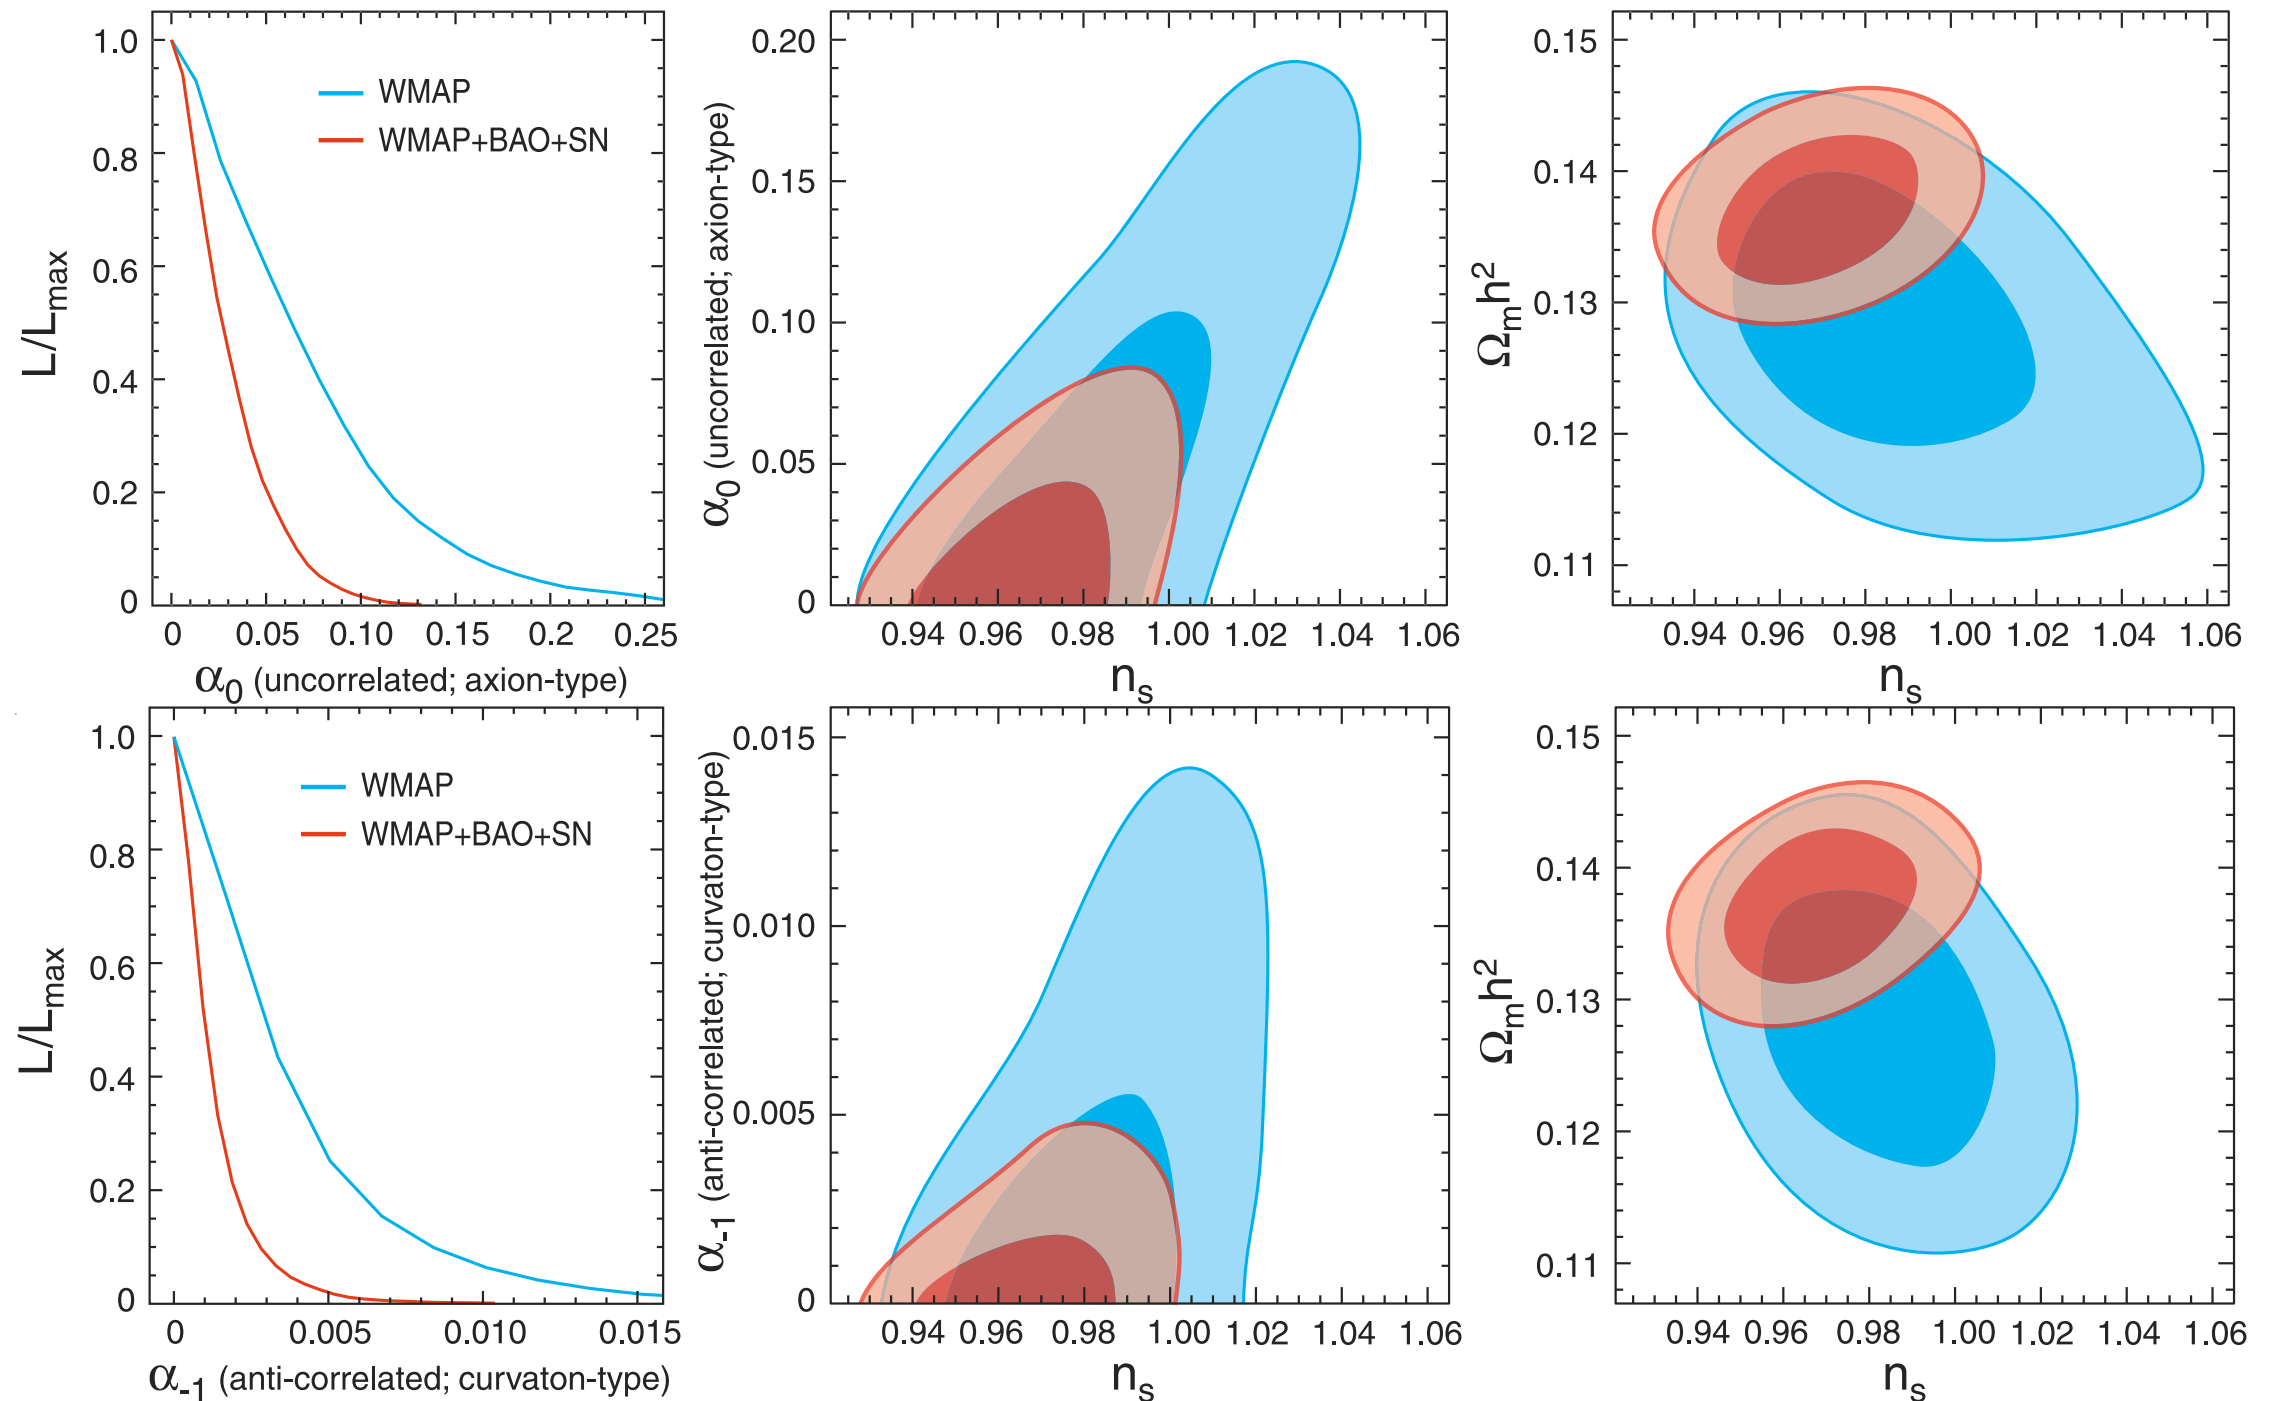 L/Lmax
1.0
0.8
0.6
0.4
0.2
0
WMAP
WMAP+BAO+SN
0 0.05 0.10 0.15 0.2 0.25
α0 (uncorrelated; axion-type)
α0 (uncorrelated; axion-type)
0.20
0.15
0.10
0.05
0
0.94 0.96 0.98 1.00 1.02 1.04 1.06
ns
Ωmh2
0.15
0.14
0.13
0.12
0.11
0.94 0.96 0.98 1.00 1.02 1.04 1.06
ns
L/Lmax
1.0
0.8
0.6
0.4
0.2
0
WMAP
WMAP+BAO+SN
0 0.005 0.010 0.015
α-1 (anti-correlated; curvaton-type)
α-1 (anti-correlated; curvaton-type)
0.015
0.010
0.005
0
0.94 0.96 0.98 1.00 1.02 1.04 1.06
ns
Ωmh2
0.15
0.14
0.13
0.12
0.11
0.94 0.96 0.98 1.00 1.02 1.04 1.06
ns